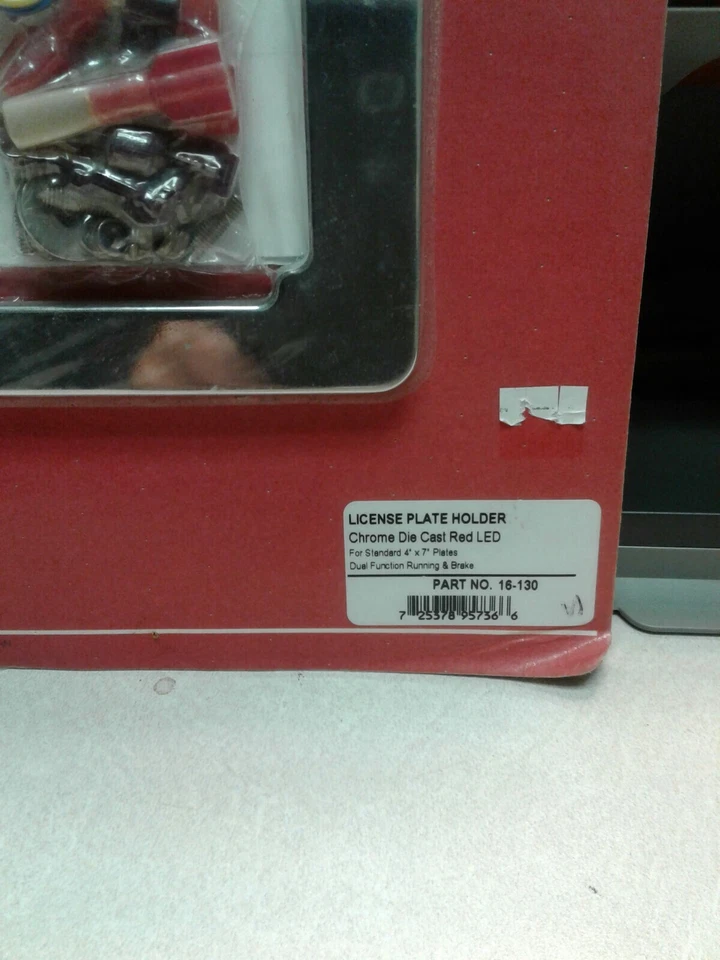 LICENSE PLATE HOLDER
Chrome Die Cast Red LED
For Standard 4" x 7" Plates
Dual Function Running & Brake
PART NO. 16-130
7 25378 95736 6